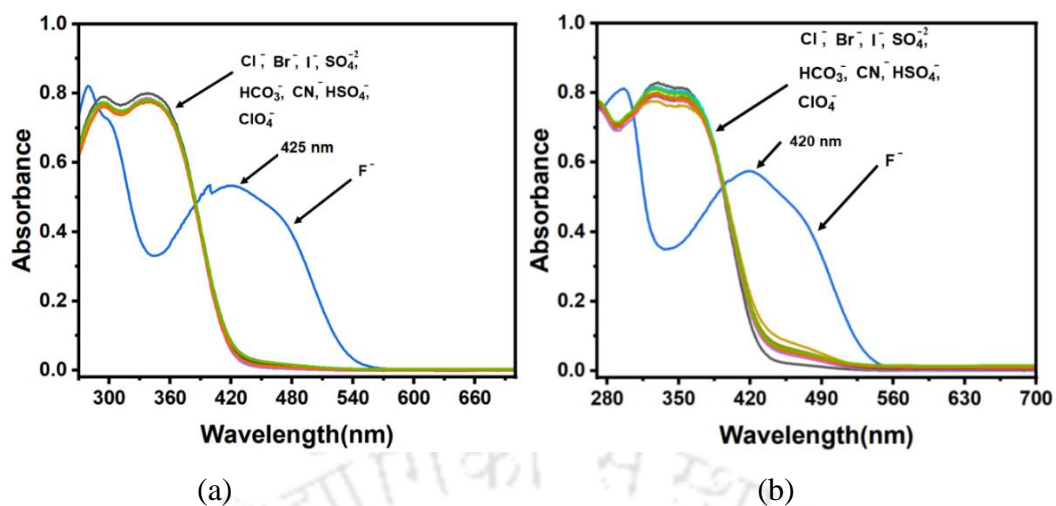 1.0
0.8
0.6
0.4
0.2
0.0
Absorbance
Cl⁻, Br⁻, I⁻, SO₄⁻²,
HCO₃⁻, CN,⁻ HSO₄⁻,
ClO₄⁻
425 nm
F⁻
300 360 420 480 540 600 660
Wavelength(nm)
(a)
1.0
0.8
0.6
0.4
0.2
0.0
Absorbance
Cl⁻, Br⁻, I⁻, SO₄⁻²,
HCO₃⁻, CN,⁻ HSO₄⁻,
ClO₄⁻
420 nm
F⁻
280 350 420 490 560 630 700
Wavelength(nm)
(b)